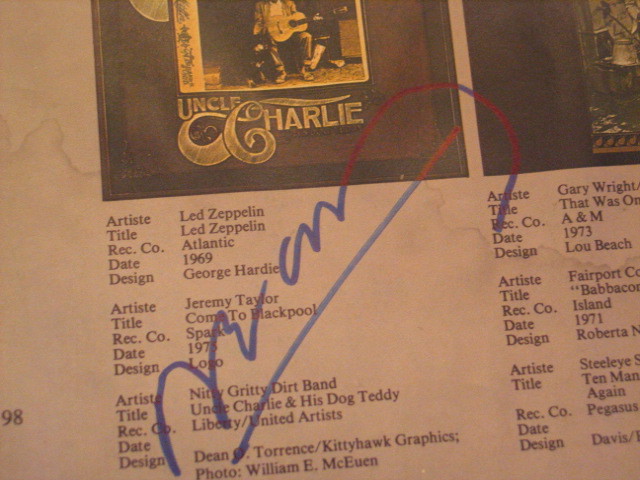 UNCLE CHARLIE
Artiste Led Zeppelin
Title Led Zeppelin
Rec. Co. Atlantic
Date 1969
Design George Hardie
Artiste Jeremy Taylor
Title Come To Blackpool
Rec. Co. Spark
Date
Design Logo
Artiste Nitty Gritty Dirt Band
Title Uncle Charlie & His Dog Teddy
Rec. Co. Liberty/United Artists
Date
Design Dean O. Torrence/Kittyhawk Graphics;
Photo: William E. McEuen
98
Artiste Gary Wright/
Title That Was On
Rec. Co. A & M
Date 1973
Design Lou Beach
Artiste Fairport Co
Title "Babbacom
Rec. Co. Island
Date 1971
Design Roberta N
Artiste Steeleye S
Title Ten Man
Again
Rec. Co. Pegasus
Date
Design Davis/